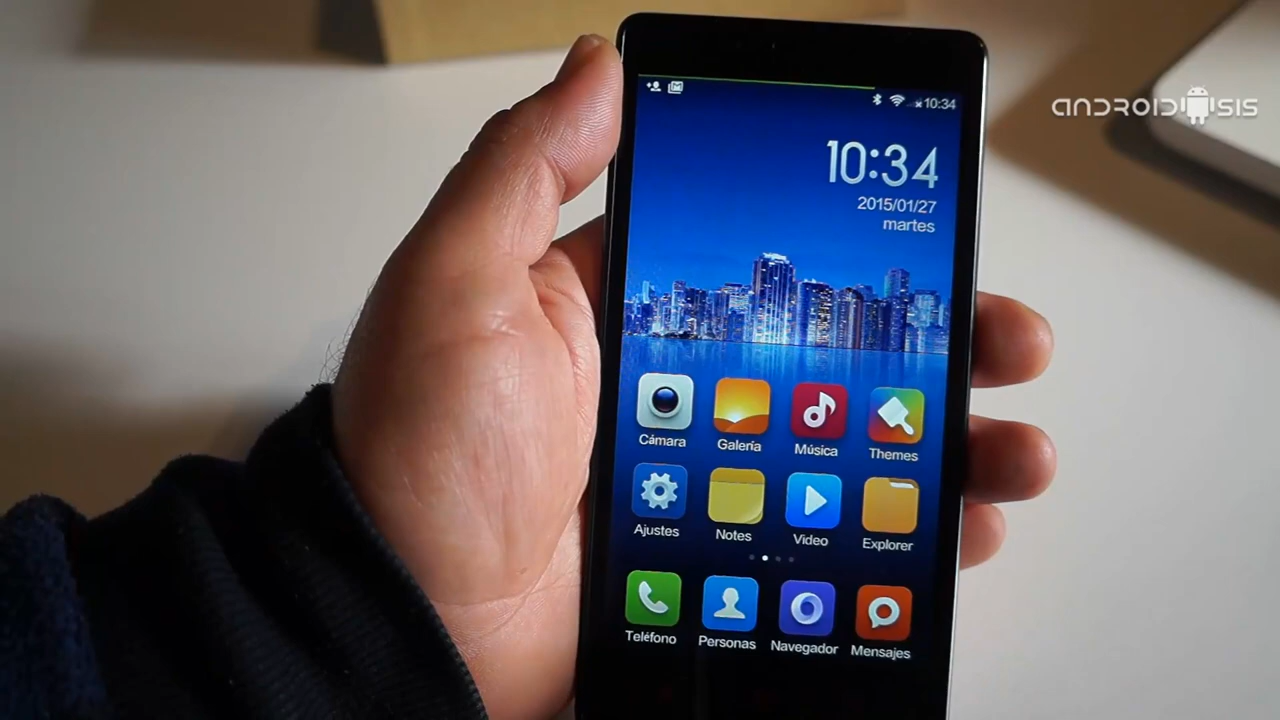 10:34
ANDROIDSIS
10:34
2015/01/27
martes
Cámara
Galería
Música
Themes
Ajustes
Notes
Video
Explorer
Teléfono
Personas
Navegador
Mensajes